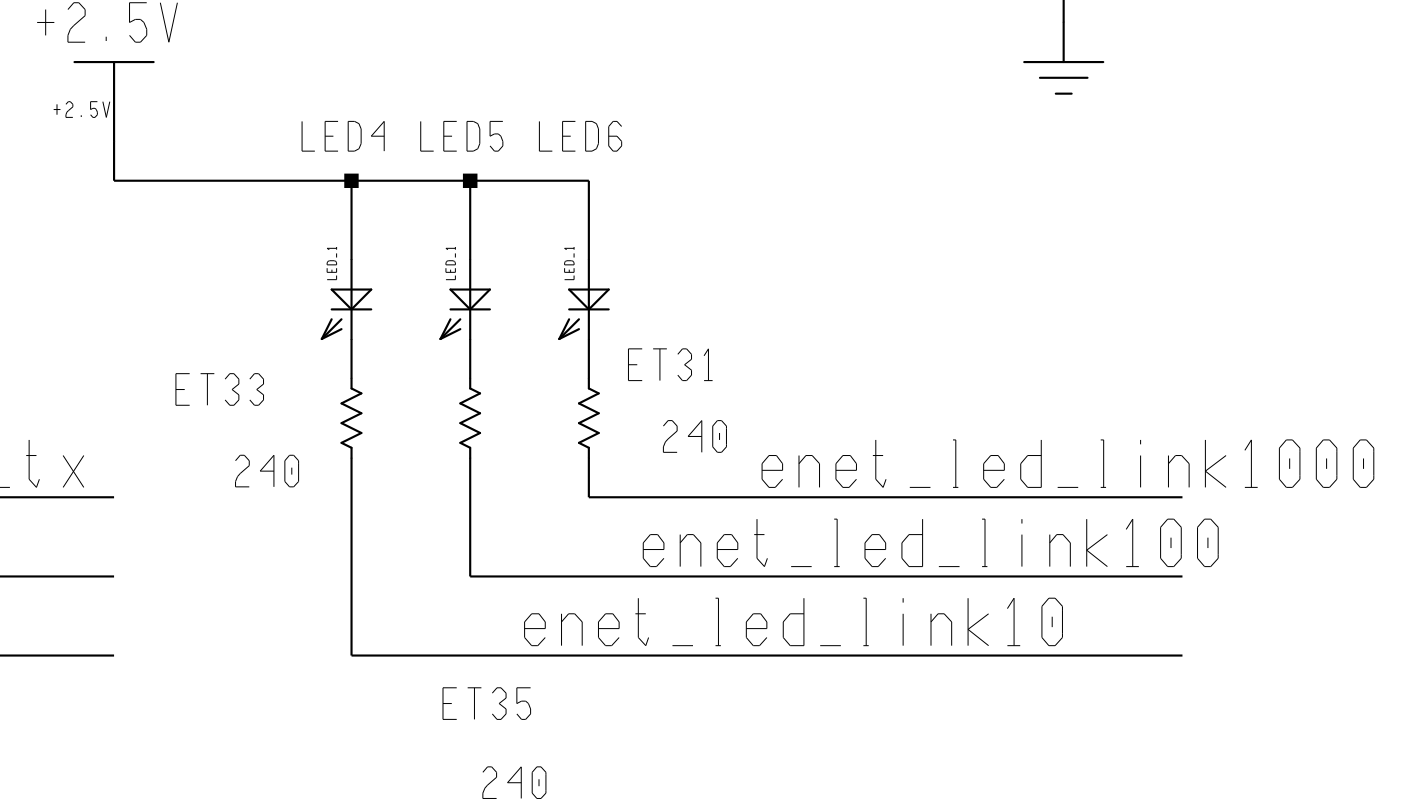 +2.5V
+2.5V
LED4 LED5 LED6
LED_1 LED_1 LED_1
ET31
ET33
240
240
_tx
enet_led_link1000
enet_led_link100
enet_led_link10
ET35
240